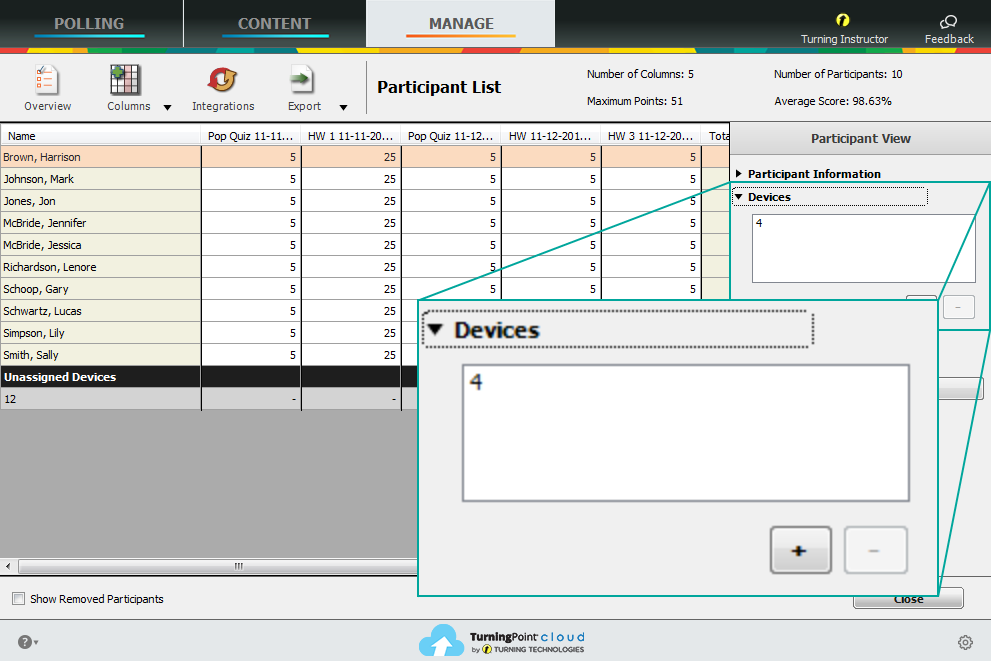 POLLING CONTENT MANAGE
Turning Instructor Feedback
Overview Columns Integrations Export
Participant List
Number of Columns: 5 Number of Participants: 10
Maximum Points: 51 Average Score: 98.63%
Name Pop Quiz 11-11... HW 1 11-11-20... Pop Quiz 11-12... HW 11-12-201... HW 3 11-12-20... Tota
Brown, Harrison 5 25 5 5 5
Johnson, Mark 5 25 5 5 5
Jones, Jon 5 25 5 5 5
McBride, Jennifer 5 25 5 5 5
McBride, Jessica 5 25 5 5 5
Richardson, Lenore 5 25 5 5 5
Schoop, Gary 5 25 5 5 5
Schwartz, Lucas 5 25
Simpson, Lily 5 25
Smith, Sally 5 25
Unassigned Devices
12 - -
Participant View
Participant Information
Devices
4
-
Devices
4
+ -
Show Removed Participants
Close
?
TurningPoint cloud
by TURNING TECHNOLOGIES